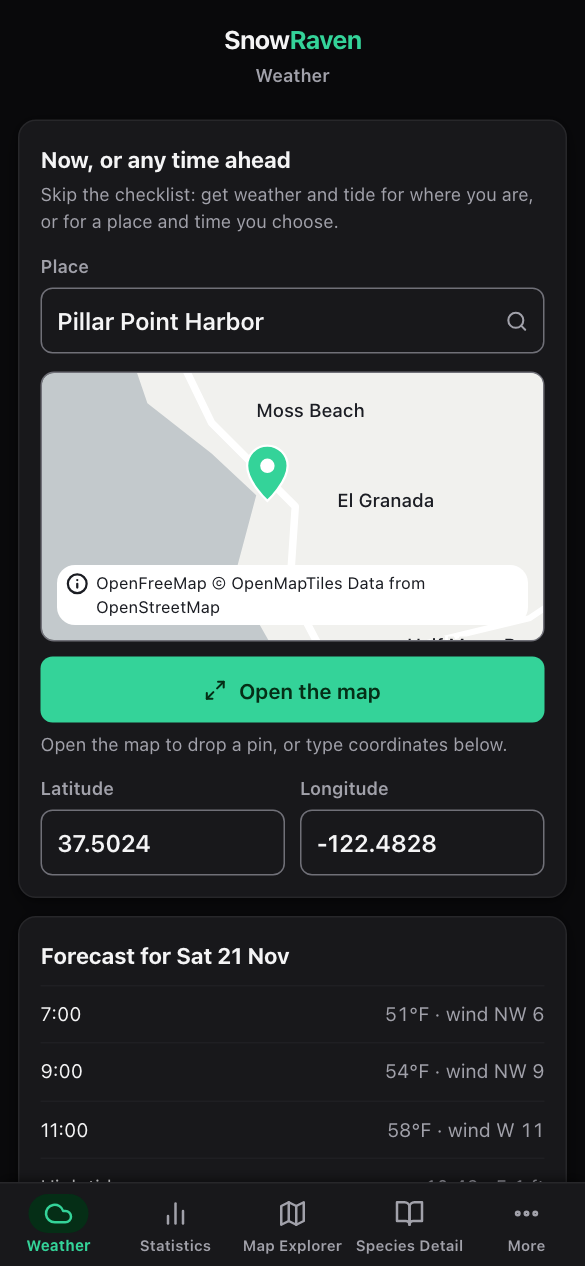 SnowRaven
Weather
Now, or any time ahead
Skip the checklist: get weather and tide for where you are,
or for a place and time you choose.
Place
Pillar Point Harbor
Moss Beach
El Granada
OpenFreeMap © OpenMapTiles Data from
OpenStreetMap
Open the map
Open the map to drop a pin, or type coordinates below.
Latitude
Longitude
37.5024
-122.4828
Forecast for Sat 21 Nov
7:00
51°F · wind NW 6
9:00
54°F · wind NW 9
11:00
58°F · wind W 11
Weather
Statistics
Map Explorer
Species Detail
More